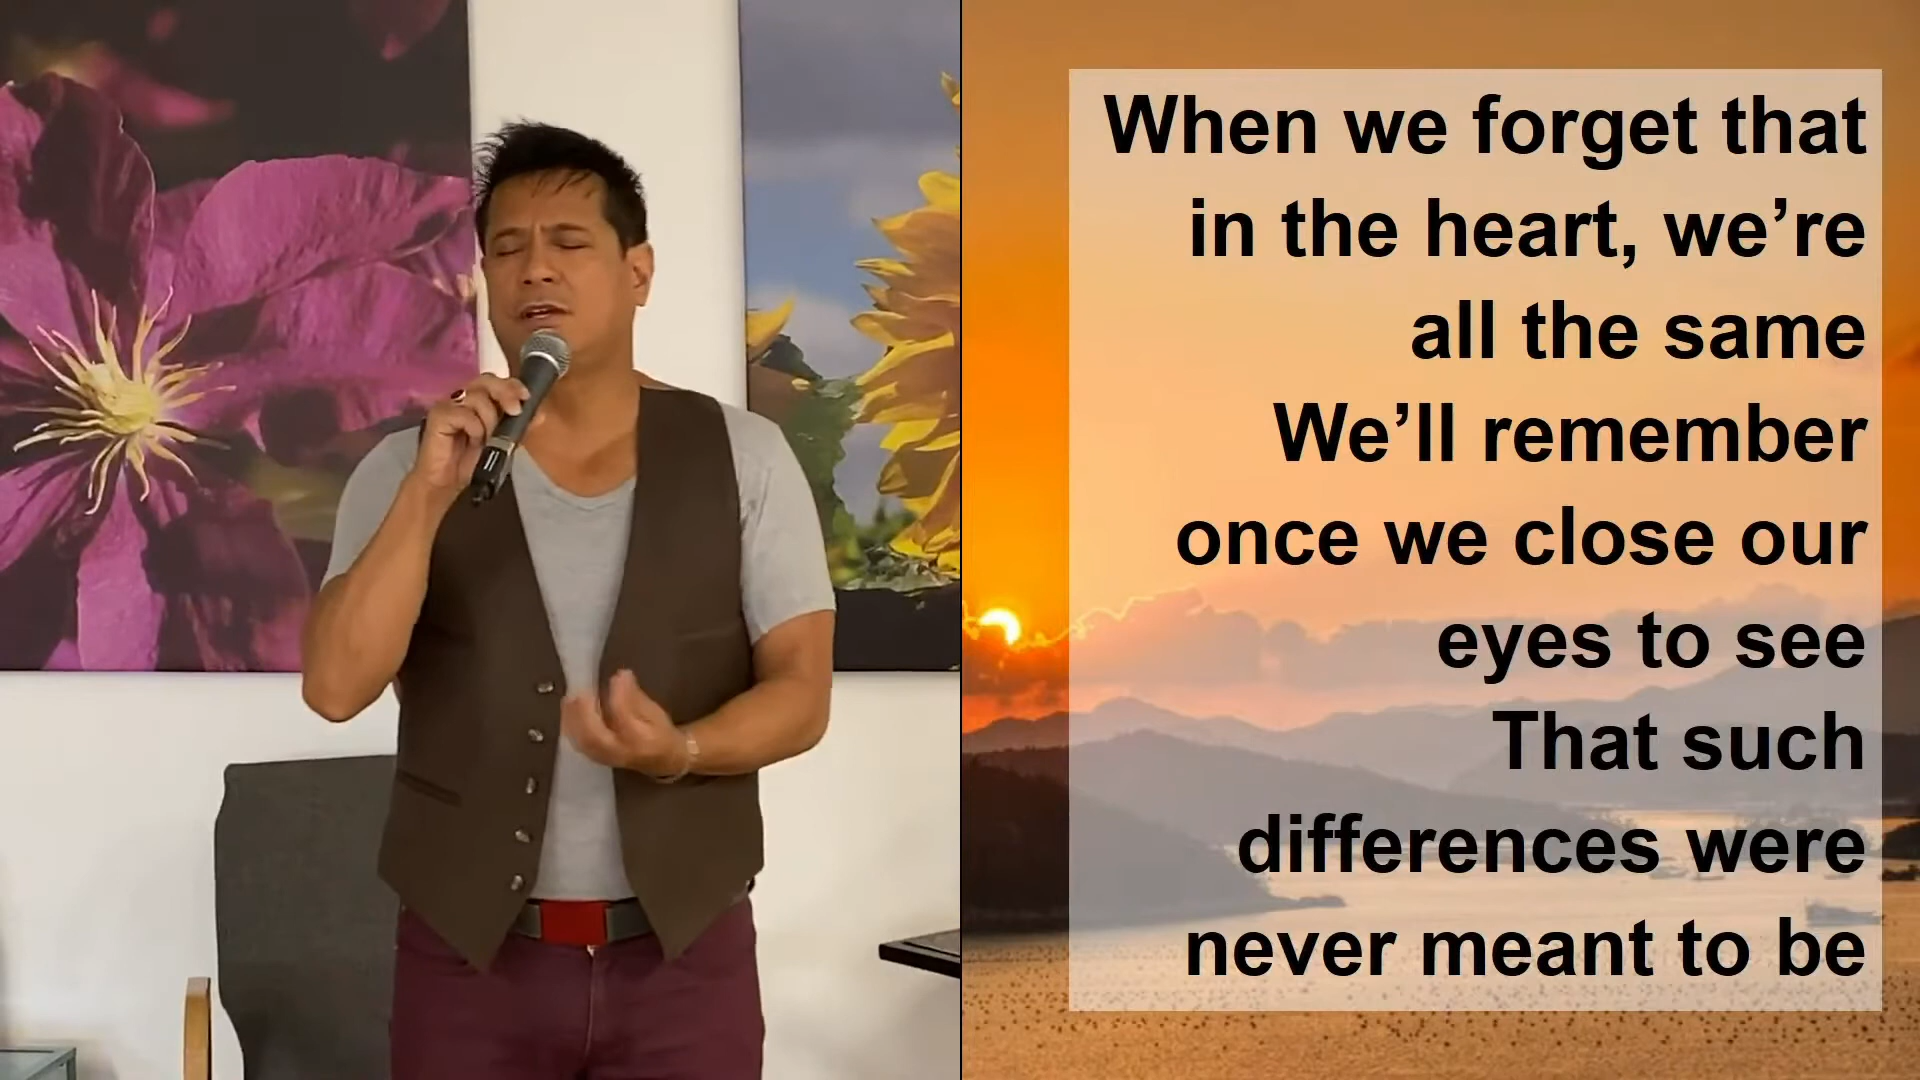 When we forget that
in the heart, we’re
all the same
We’ll remember
once we close our
eyes to see
That such
differences were
never meant to be